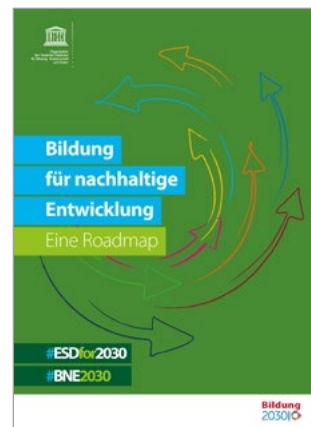 Bildung
für nachhaltige
Entwicklung
Eine Roadmap
#ESDfor2030
#BNE2030
Bildung
2030